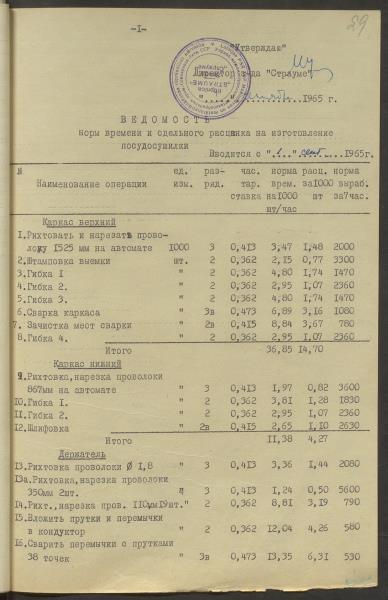 29
-I-
"Утверждаю"
Директор з-да "Страуме"
1965 г.
ВЕДОМОСТЬ
норм времени и сдельного расценка на изготовление
посудосушилки
Вводится с "1" сент. 1965г.
№ ед. раз- час. норма расц. норма
Наименование операции изм. ряд. тар. врем. за1000 выраб.
ставка на1000 шт за7час.
шт/час
Каркас верхний
1. Рихтовать и нарезать прово-
локу 1525 мм на автомате 1000 3 0,413 3,47 1,48 2000
2. Штамповка выемки шт. 2 0,362 2,15 0,77 3300
3. Гибка 1 " 2 0,362 4,80 1,74 1470
4. Гибка 2. " 2 0,362 2,95 1,07 2360
5. Гибка 3. " 2 0,362 4,80 1,74 1470
6. Сварка каркаса " 3в 0,473 6,89 3,16 1080
7. Зачистка мест сварки " 2в 0,415 8,84 3,67 780
8. Гибка 4. " 2 0,362 2,95 1,07 2360
Итого 36,85 14,70
Каркас нижний
9. Рихтовка, нарезка проволоки
867мм на автомате " 3 0,413 1,97 0,82 3600
10. Гибка 1. " 2 0,362 3,81 1,28 1830
11. Гибка 2. " 2 0,362 2,95 1,07 2360
12. Шлифовка " 2в 0,415 2,65 1,10 2630
Итого 11,38 4,27
Держатель
13. Рихтовка проволоки Ø 1,8 " 3 0,413 3,36 1,44 2080
13а. Рихтовка, нарезка проволоки
350мм 2шт. " 3 0,413 1,24 0,50 5600
14. Рихт., нарезка пров. 110мм19шт. " 2 0,362 8,81 3,19 790
15. Вложить прутки и перемычки
в кондуктор " 2 0,362 12,04 4,26 580
16. Сварить перемычки с прутками
38 точек " 3в 0,473 13,35 6,31 530